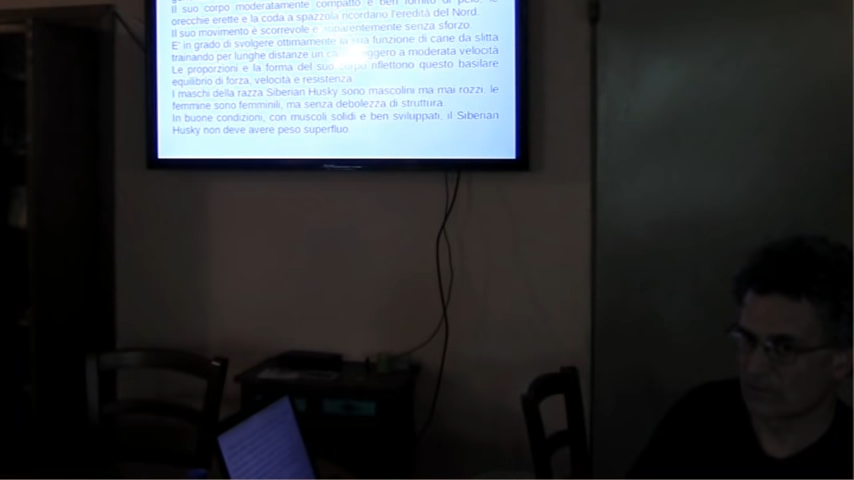 Il suo corpo moderatamente compatto e ben fornito di pelo, le
orecchie erette e la coda a spazzola ricordano l'eredità del Nord.
Il suo movimento è scorrevole e apparentemente senza sforzo.
E' in grado di svolgere ottimamente la sua funzione di cane da slitta
trainando per lunghe distanze un leggero a moderata velocità
Le proporzioni e la forma del suo corpo riflettono questo basilare
equilibrio di forza, velocità e resistenza.
I maschi della razza Siberian Husky sono mascolini ma mai rozzi. le
femmine sono femminili, ma senza debolezza di struttura.
In buone condizioni, con muscoli solidi e ben sviluppati, il Siberian
Husky non deve avere peso superfluo